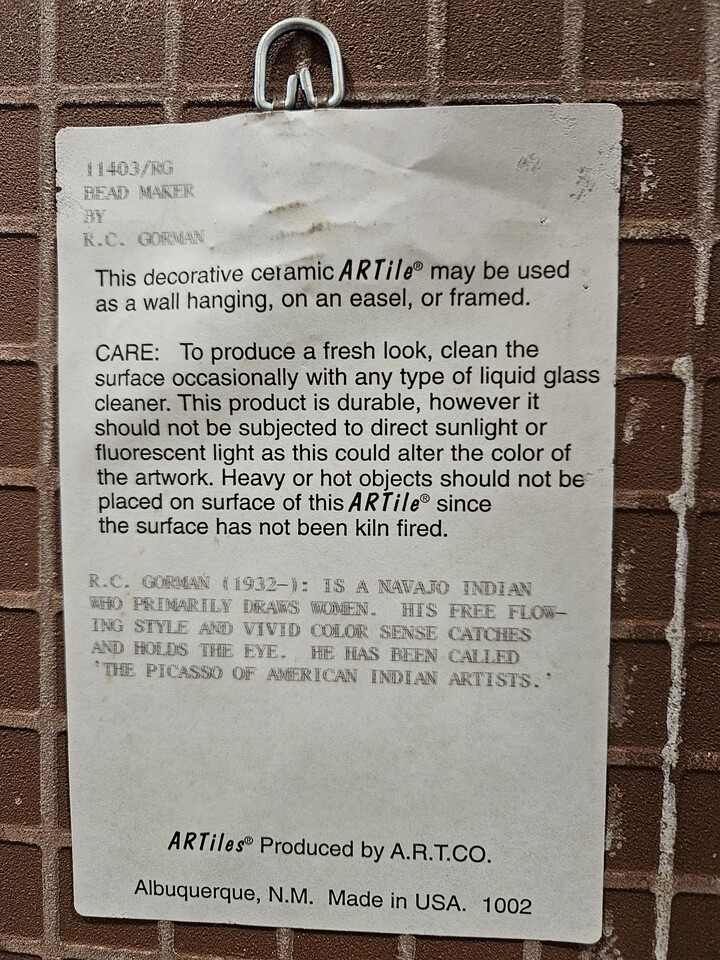 11403/RG
BEAD MAKER
BY
R.C. GORMAN
This decorative ceramic ARTile® may be used
as a wall hanging, on an easel, or framed.
CARE: To produce a fresh look, clean the
surface occasionally with any type of liquid glass
cleaner. This product is durable, however it
should not be subjected to direct sunlight or
fluorescent light as this could alter the color of
the artwork. Heavy or hot objects should not be
placed on surface of this ARTile® since
the surface has not been kiln fired.
R.C. GORMAN (1932-): IS A NAVAJO INDIAN
WHO PRIMARILY DRAWS WOMEN. HIS FREE FLOW-
ING STYLE AND VIVID COLOR SENSE CATCHES
AND HOLDS THE EYE. HE HAS BEEN CALLED
'THE PICASSO OF AMERICAN INDIAN ARTISTS.'
ARTiles® Produced by A.R.T.CO.
Albuquerque, N.M. Made in USA. 1002